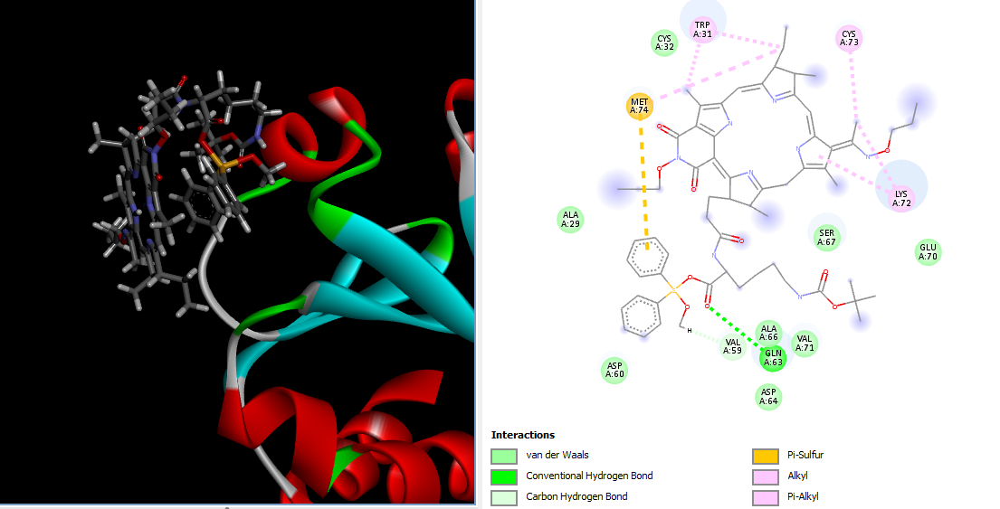 TRP
A:31
CYS
A:32
CYS
A:73
MET
A:74
N
N
O
N
O
O
N
N
N
O
LYS
A:72
ALA
A:29
SER
A:67
GLU
A:70
O
N
O
O
Si
O
O
N
O
O
H
ALA
A:66
VAL
A:59
VAL
A:71
GLN
A:63
ASP
A:60
ASP
A:64
Interactions
van der Waals
Conventional Hydrogen Bond
Carbon Hydrogen Bond
Pi-Sulfur
Alkyl
Pi-Alkyl